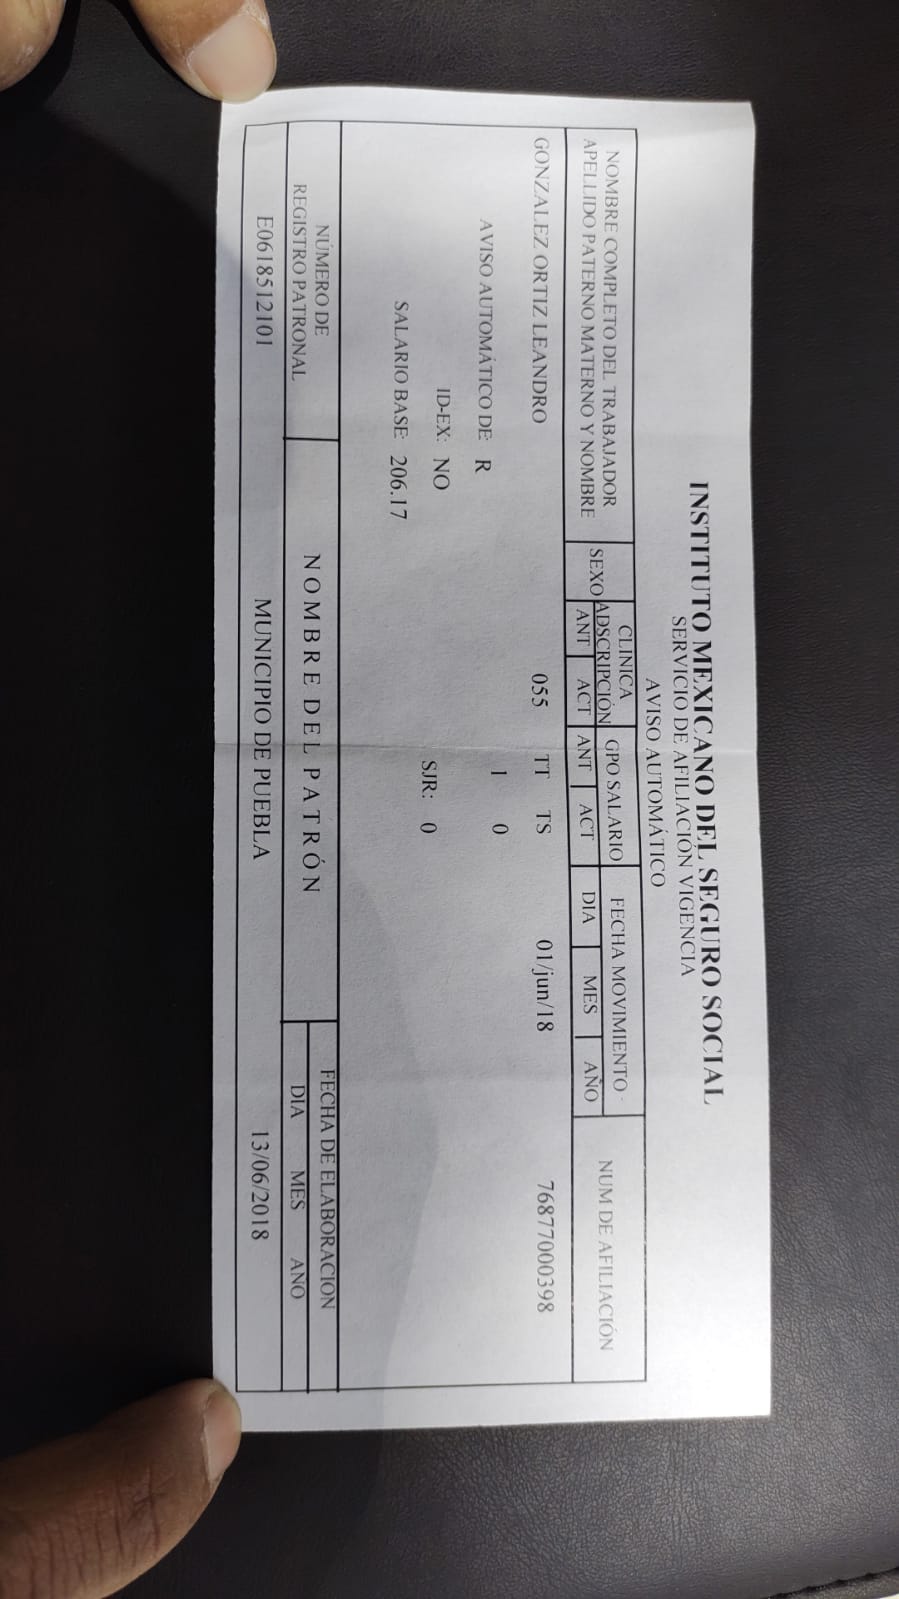 INSTITUTO MEXICANO DEL SEGURO SOCIAL
SERVICIO DE AFILIACIÓN VIGENCIA
AVISO AUTOMÁTICO
NOMBRE COMPLETO DEL TRABAJADOR
APELLIDO PATERNO MATERNO Y NOMBRE
SEXO
CLINICA
ADSCRIPCIÓN
ANT ACT
GPO SALARIO
ANT ACT
FECHA MOVIMIENTO
DIA MES AÑO
NUM DE AFILIACIÓN
GONZALEZ ORTIZ LEANDRO 055 TT TS 01/jun/18 76877000398
AVISO AUTOMÁTICO DE: R 1 0
ID-EX: NO SJR: 0
SALARIO BASE: 206.17
NÚMERO DE
REGISTRO PATRONAL
NOMBRE DEL PATRÓN
FECHA DE ELABORACION
DIA MES ANO
E0618512101 MUNICIPIO DE PUEBLA 13/06/2018